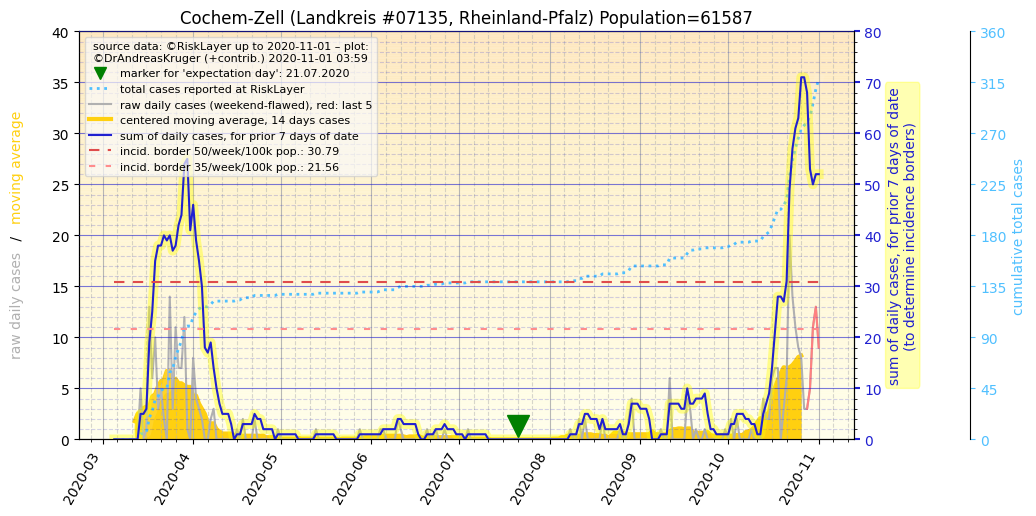 Cochem-Zell (Landkreis #07135, Rheinland-Pfalz) Population=61587
source data: ©RiskLayer up to 2020-11-01 – plot:
©DrAndreasKruger (+contrib.) 2020-11-01 03:59
marker for 'expectation day': 21.07.2020
total cases reported at RiskLayer
raw daily cases (weekend-flawed), red: last 5
centered moving average, 14 days cases
sum of daily cases, for prior 7 days of date
incid. border 50/week/100k pop.: 30.79
incid. border 35/week/100k pop.: 21.56
raw daily cases / moving average
40
35
30
25
20
15
10
5
0
80
70
60
50
40
30
20
10
0
sum of daily cases, for prior 7 days of date
(to determine incidence borders)
360
315
270
225
180
135
90
45
0
cumulative total cases
2020-03
2020-04
2020-05
2020-06
2020-07
2020-08
2020-09
2020-10
2020-11